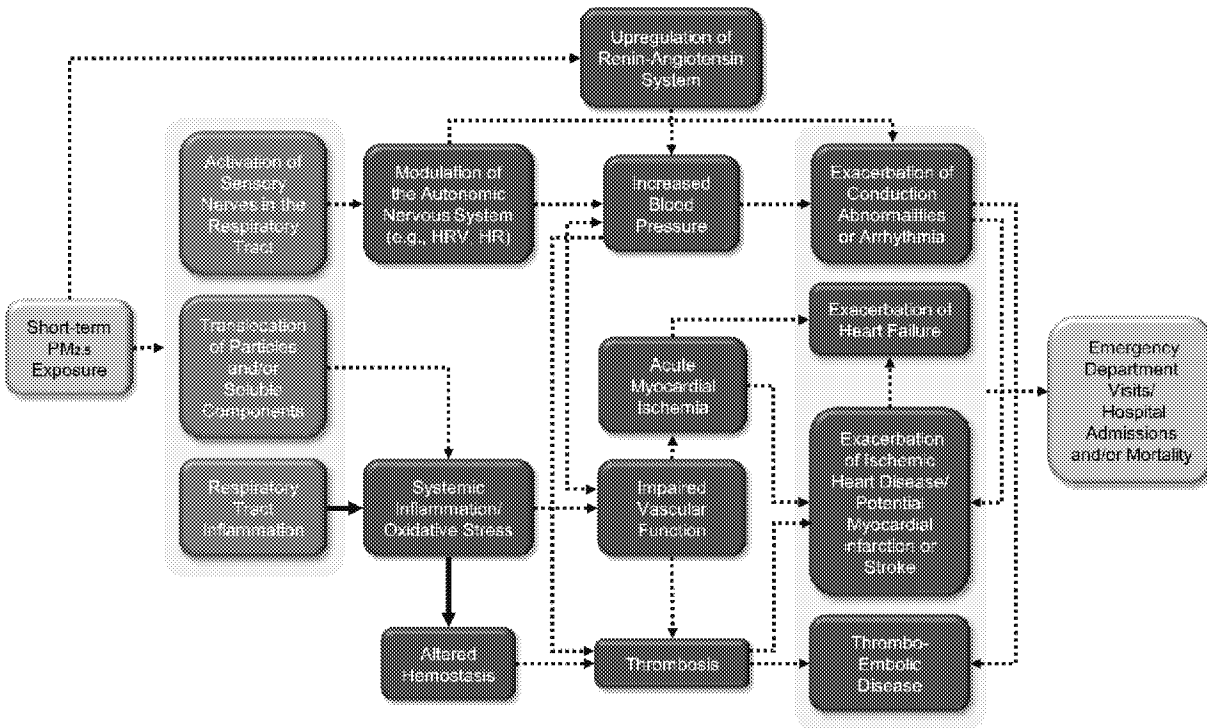 Upregulation of
Renin-Angiotensin
System
Activation of
Sensory
Nerves in the
Respiratory
Tract
Modulation of
the Autonomic
Nervous System
(e.g., HRV, HR)
Increased
Blood
Pressure
Exacerbation of
Conduction
Abnormalities
or Arrhythmia
Short-term
PM2.5
Exposure
Translocation
of Particles
and/or
Soluble
Components
Acute
Myocardial
Ischemia
Exacerbation of
Heart Failure
Emergency
Department
Visits/
Hospital
Admissions
and/or Mortality
Respiratory
Tract
Inflammation
Systemic
Inflammation/
Oxidative Stress
Impaired
Vascular
Function
Exacerbation
of Ischemic
Heart Disease/
Potential
Myocardial
Infarction or
Stroke
Altered
Hemostasis
Thrombosis
Thrombo-
Embolic
Disease